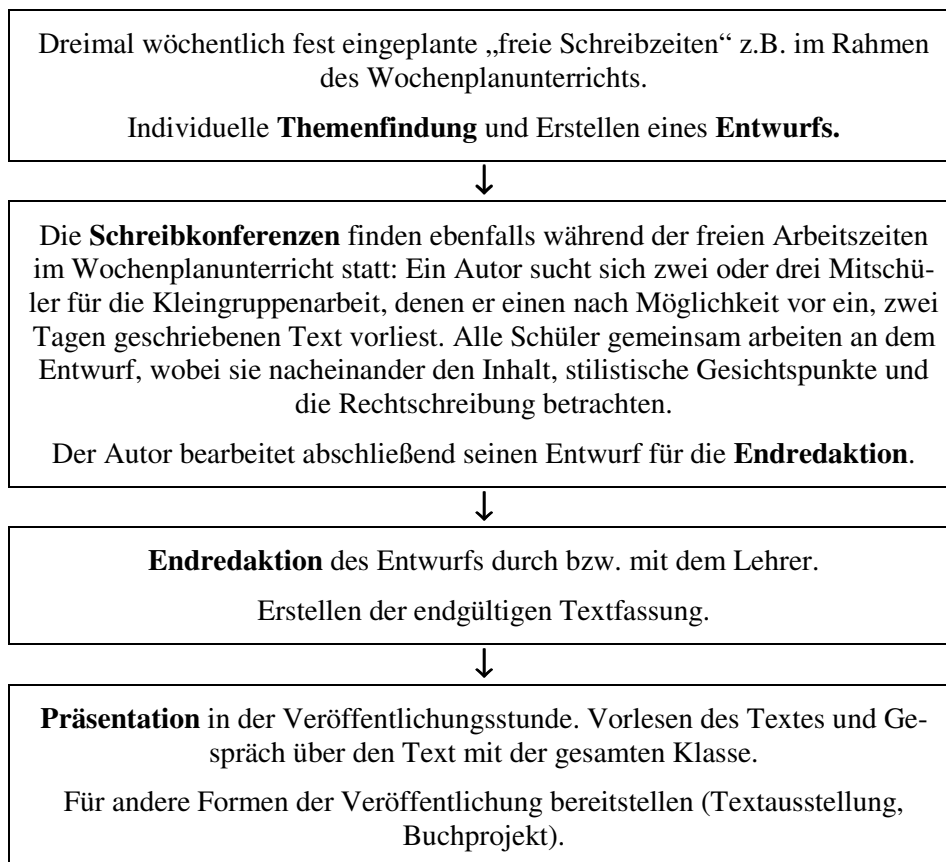 Dreimal wöchentlich fest eingeplante „freie Schreibzeiten“ z.B. im Rahmen
des Wochenplanunterrichts.
Individuelle Themenfindung und Erstellen eines Entwurfs.
↓
Die Schreibkonferenzen finden ebenfalls während der freien Arbeitszeiten
im Wochenplanunterricht statt: Ein Autor sucht sich zwei oder drei Mitschü-
ler für die Kleingruppenarbeit, denen er einen nach Möglichkeit vor ein, zwei
Tagen geschriebenen Text vorliest. Alle Schüler gemeinsam arbeiten an dem
Entwurf, wobei sie nacheinander den Inhalt, stilistische Gesichtspunkte und
die Rechtschreibung betrachten.
Der Autor bearbeitet abschließend seinen Entwurf für die Endredaktion.
↓
Endredaktion des Entwurfs durch bzw. mit dem Lehrer.
Erstellen der endgültigen Textfassung.
↓
Präsentation in der Veröffentlichungsstunde. Vorlesen des Textes und Ge-
spräch über den Text mit der gesamten Klasse.
Für andere Formen der Veröffentlichung bereitstellen (Textausstellung,
Buchprojekt).